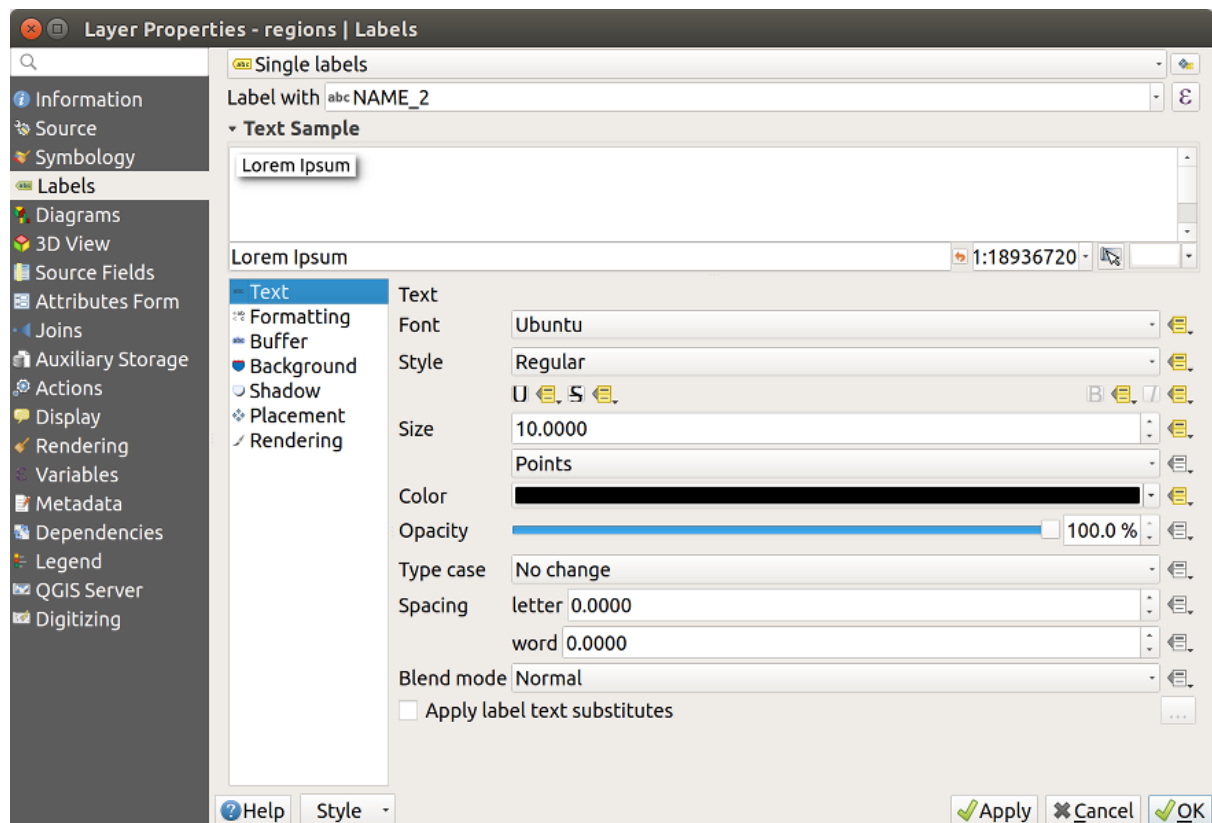 Layer Properties - regions | Labels
Information
Source
Symbology
Labels
Diagrams
3D View
Source Fields
Attributes Form
Joins
Auxiliary Storage
Actions
Display
Rendering
Variables
Metadata
Dependencies
Legend
QGIS Server
Digitizing
abc Single labels
Label with abc NAME_2 ε
Text Sample
Lorem Ipsum
Lorem Ipsum 1:18936720
Text
Formatting
Buffer
Background
Shadow
Placement
Rendering
Text
Font Ubuntu
Style Regular
U S B I
Size 10.0000
Points
Color
Opacity 100.0 %
Type case No change
Spacing letter 0.0000
word 0.0000
Blend mode Normal
Apply label text substitutes ...
Help Style Apply Cancel OK